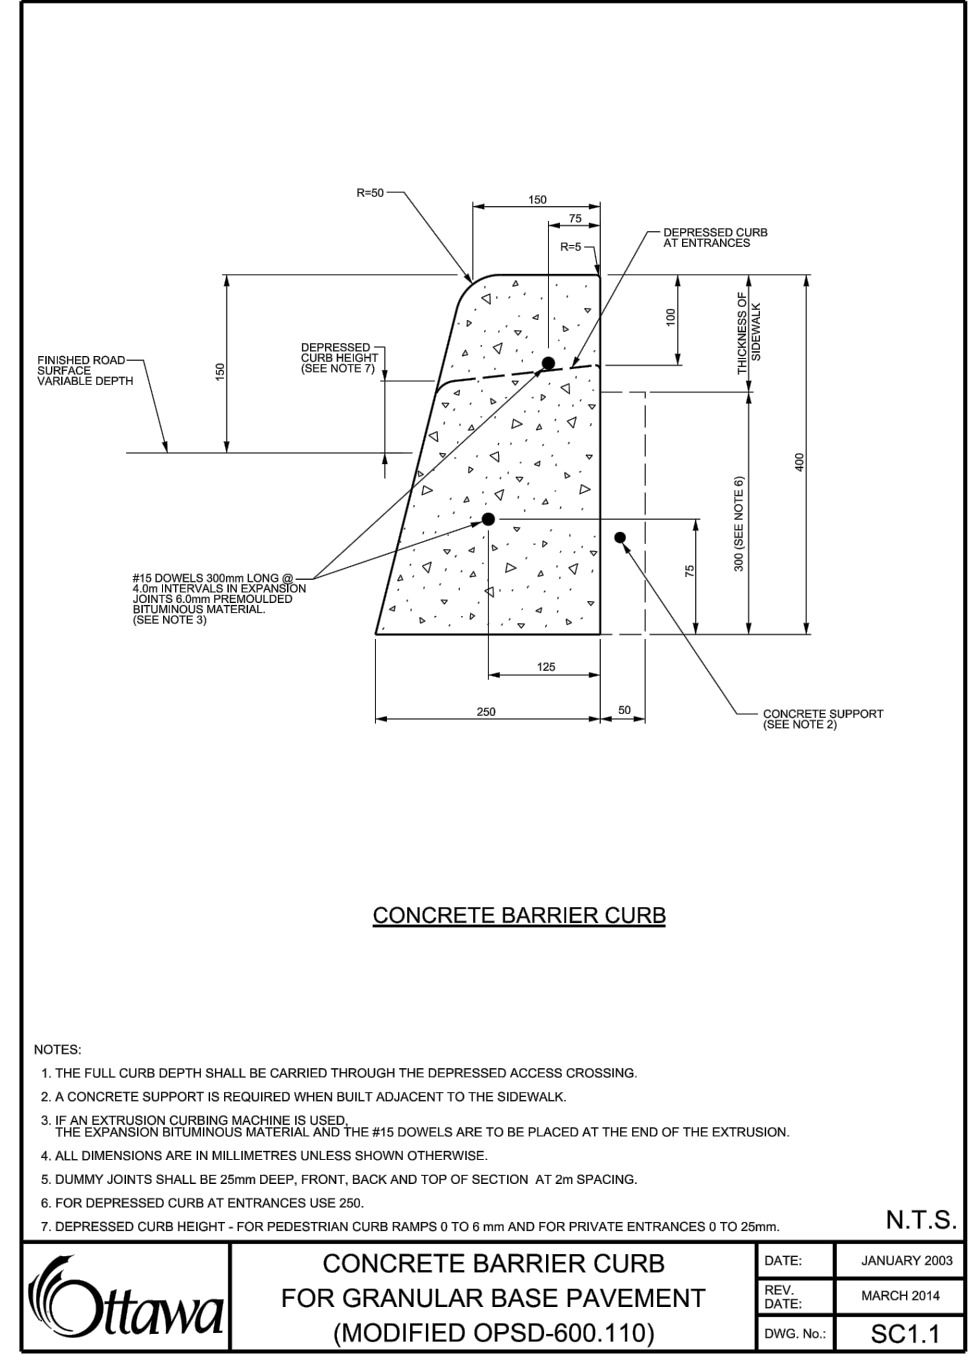 R=50
150
75
R=5
DEPRESSED CURB
AT ENTRANCES
100
THICKNESS OF
SIDEWALK
150
DEPRESSED
CURB HEIGHT
(SEE NOTE 7)
FINISHED ROAD
SURFACE
VARIABLE DEPTH
400
300 (SEE NOTE 6)
75
#15 DOWELS 300mm LONG @
4.0m INTERVALS IN EXPANSION
JOINTS 6.0mm PREMOULDED
BITUMINOUS MATERIAL.
(SEE NOTE 3)
125
250
50
CONCRETE SUPPORT
(SEE NOTE 2)
CONCRETE BARRIER CURB
NOTES:
1. THE FULL CURB DEPTH SHALL BE CARRIED THROUGH THE DEPRESSED ACCESS CROSSING.
2. A CONCRETE SUPPORT IS REQUIRED WHEN BUILT ADJACENT TO THE SIDEWALK.
3. IF AN EXTRUSION CURBING MACHINE IS USED,
THE EXPANSION BITUMINOUS MATERIAL AND THE #15 DOWELS ARE TO BE PLACED AT THE END OF THE EXTRUSION.
4. ALL DIMENSIONS ARE IN MILLIMETRES UNLESS SHOWN OTHERWISE.
5. DUMMY JOINTS SHALL BE 25mm DEEP, FRONT, BACK AND TOP OF SECTION AT 2m SPACING.
6. FOR DEPRESSED CURB AT ENTRANCES USE 250.
7. DEPRESSED CURB HEIGHT - FOR PEDESTRIAN CURB RAMPS 0 TO 6 mm AND FOR PRIVATE ENTRANCES 0 TO 25mm.
N.T.S.
Ottawa
CONCRETE BARRIER CURB
FOR GRANULAR BASE PAVEMENT
(MODIFIED OPSD-600.110)
DATE: JANUARY 2003
REV.
DATE: MARCH 2014
DWG. No.: SC1.1